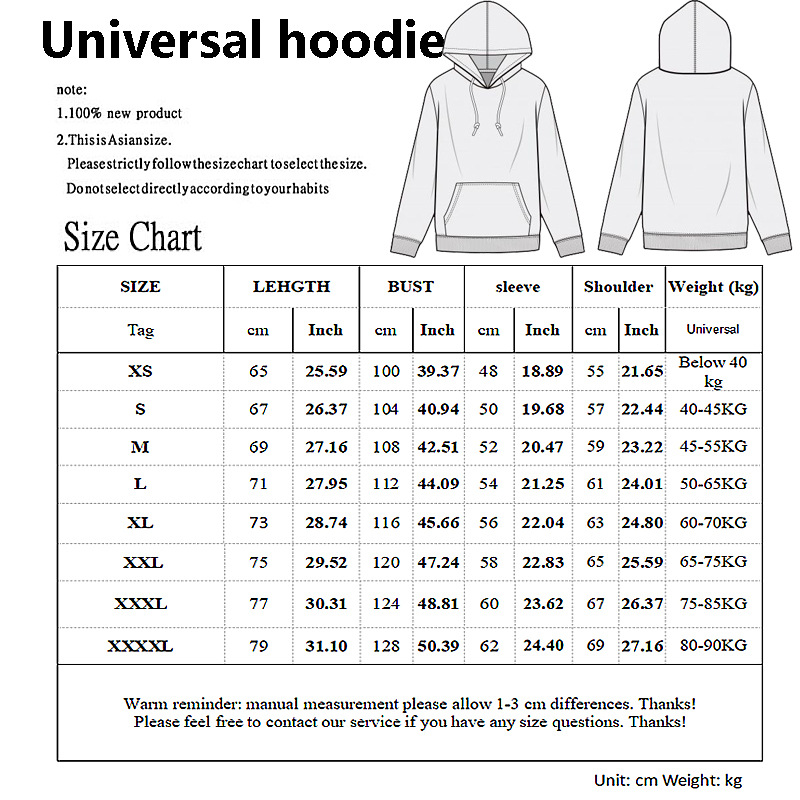 Universal hoodie
note:
1.100% new product
2.ThisisAsiansize.
Pleasestrictlyfollowthesizecharttoselectthesize.
Donotselectdirectlyaccordingtoyourhabits
Size Chart
SIZE LEHGTH BUST sleeve Shoulder Weight (kg)
Tag cm Inch cm Inch cm Inch cm Inch Universal
XS 65 25.59 100 39.37 48 18.89 55 21.65 Below 40
kg
S 67 26.37 104 40.94 50 19.68 57 22.44 40-45KG
M 69 27.16 108 42.51 52 20.47 59 23.22 45-55KG
L 71 27.95 112 44.09 54 21.25 61 24.01 50-65KG
XL 73 28.74 116 45.66 56 22.04 63 24.80 60-70KG
XXL 75 29.52 120 47.24 58 22.83 65 25.59 65-75KG
XXXL 77 30.31 124 48.81 60 23.62 67 26.37 75-85KG
XXXXL 79 31.10 128 50.39 62 24.40 69 27.16 80-90KG
Warm reminder: manual measurement please allow 1-3 cm differences. Thanks!
Please feel free to contact our service if you have any size questions. Thanks!
Unit: cm Weight: kg